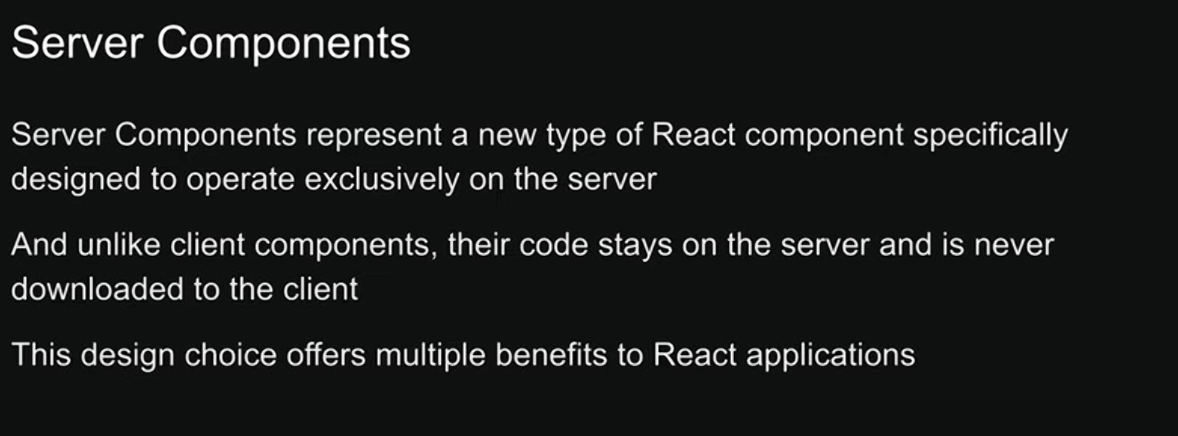 Server Components
Server Components represent a new type of React component specifically
designed to operate exclusively on the server
And unlike client components, their code stays on the server and is never
downloaded to the client
This design choice offers multiple benefits to React applications